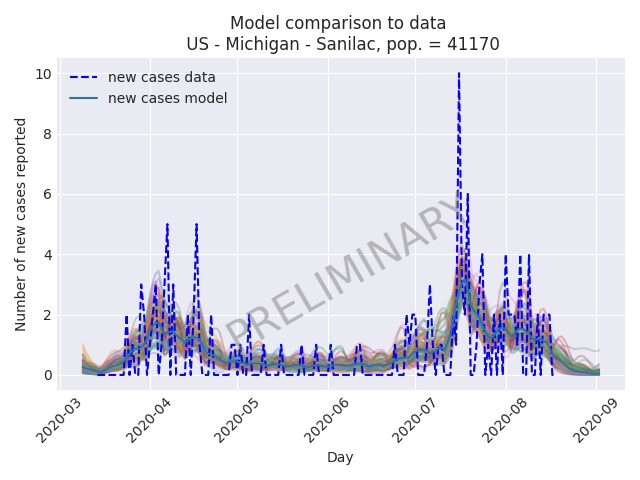 Model comparison to data
US - Michigan - Sanilac, pop. = 41170
Number of new cases reported
10
8
6
4
2
0
new cases data
new cases model
PRELIMINARY
2020-03
2020-04
2020-05
2020-06
2020-07
2020-08
2020-09
Day